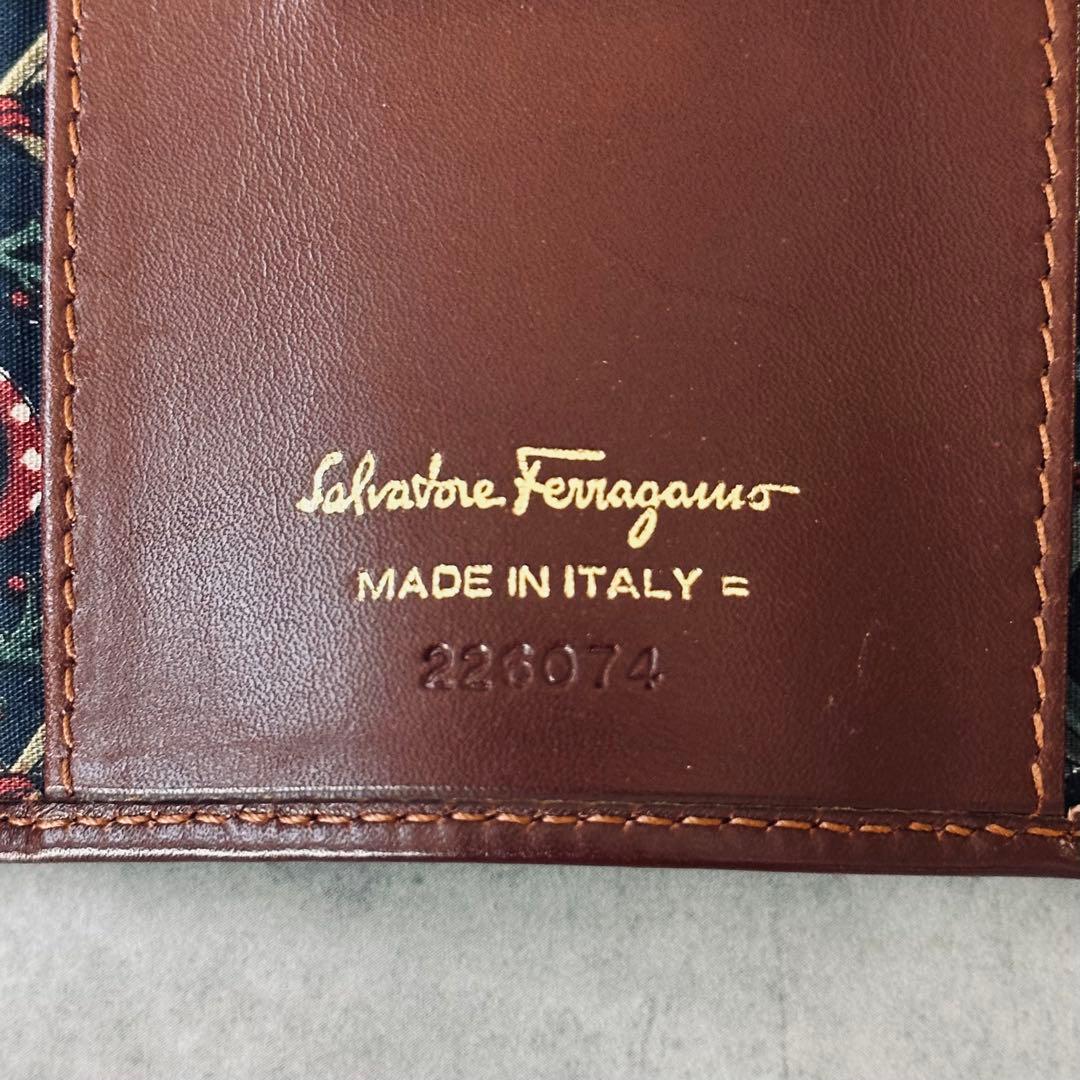 Salvatore Ferragamo
MADE IN ITALY =
226074